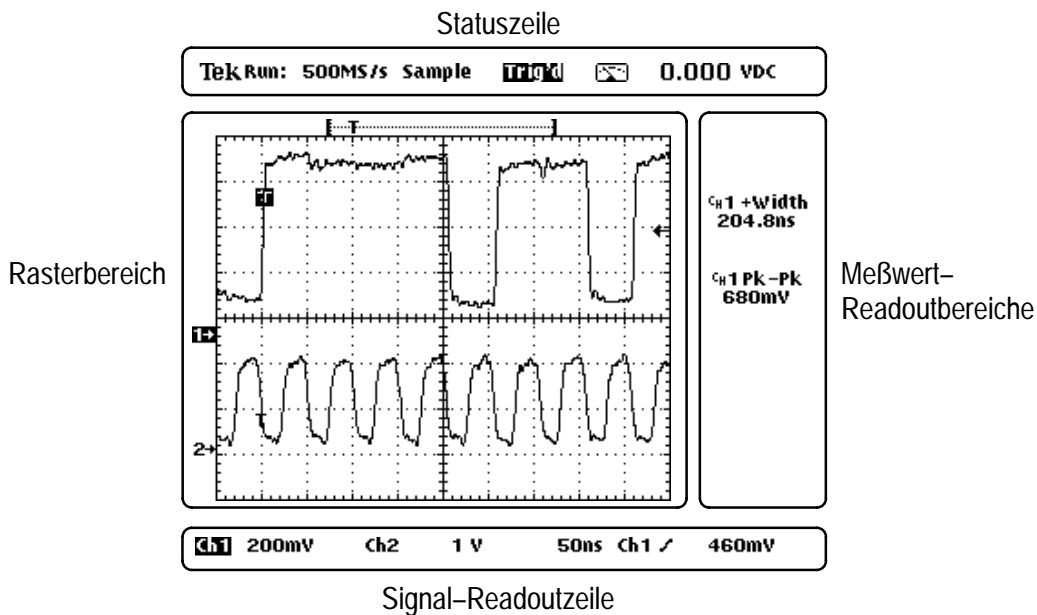 Statuszeile
Tek Run: 500MS/s Sample Trig'd 0.000 VDC
[ T ]
T
Rasterbereich
CH1 +Width
204.8ns
CH1 Pk-Pk
680mV
Meßwert–
Readoutbereiche
1→
T
2→
Ch1 200mV Ch2 1 V 50ns Ch1 460mV
Signal–Readoutzeile